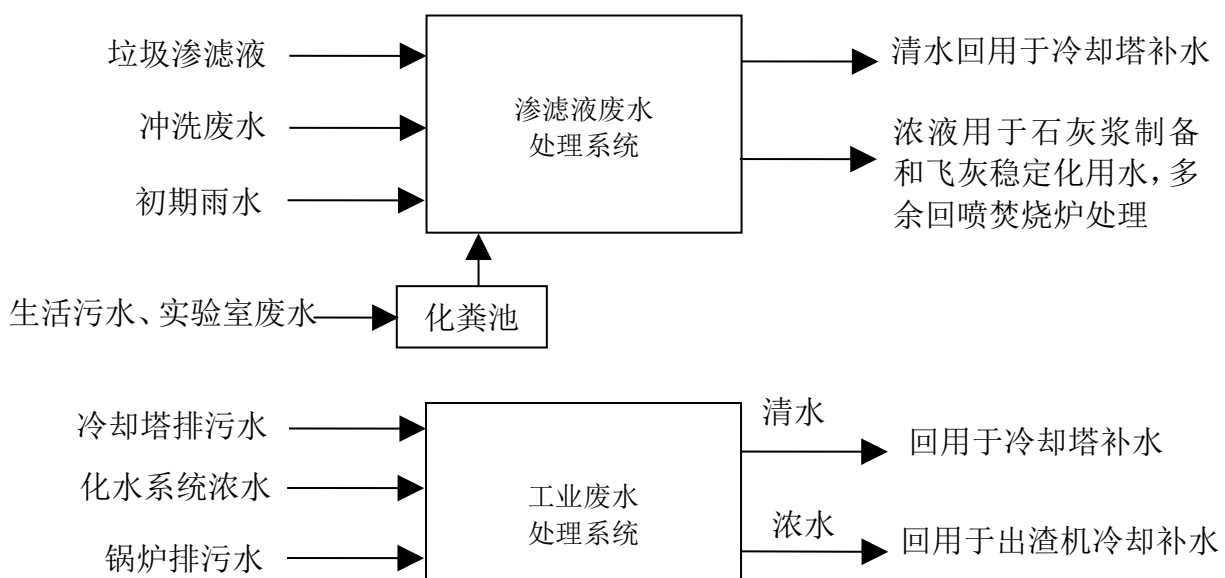 垃圾渗滤液
冲洗废水
初期雨水
渗滤液废水
处理系统
清水回用于冷却塔补水
浓液用于石灰浆制备
和飞灰稳定化用水，多
余回喷焚烧炉处理
生活污水、实验室废水
化粪池
冷却塔排污水
化水系统浓水
锅炉排污水
工业废水
处理系统
清水
回用于冷却塔补水
浓水
回用于出渣机冷却补水